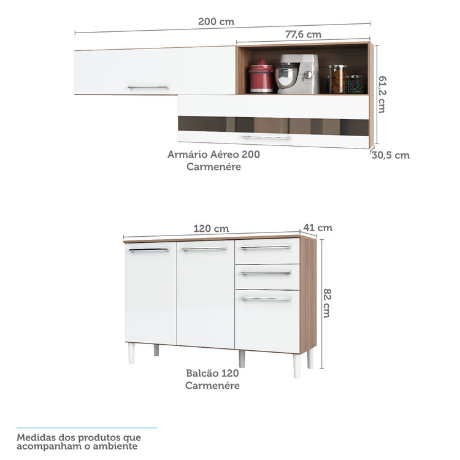 200 cm
77,6 cm
61,2 cm
30,5 cm
Armário Aéreo 200
Carmenére
120 cm
41 cm
82 cm
Balcão 120
Carmenére
Medidas dos produtos que
acompanham o ambiente